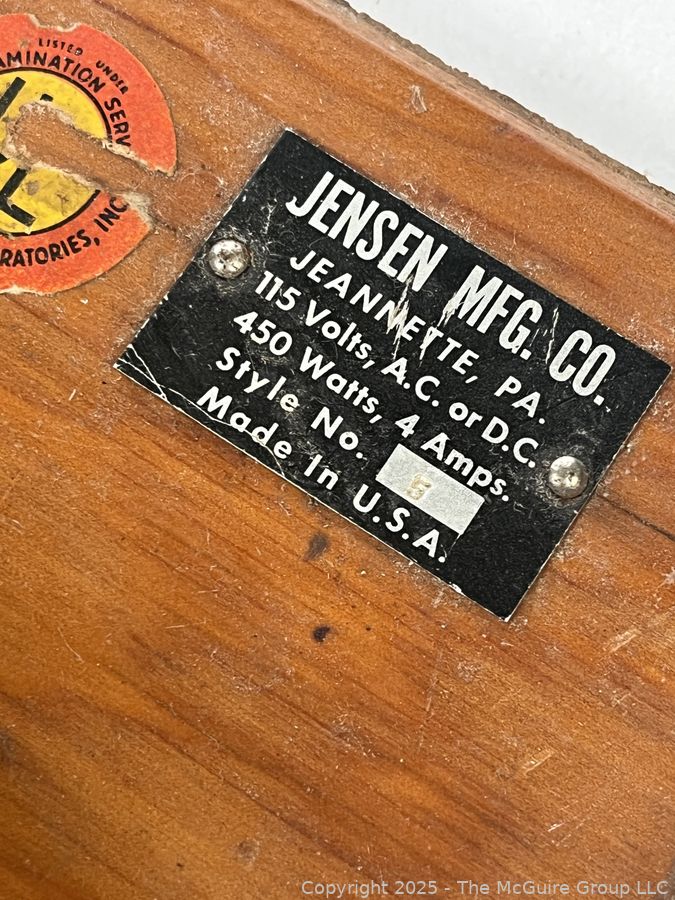 LISTED UNDER
AMINATION SERV
RATORIES, INC
JENSEN MFG. CO.
JEANNETTE, PA.
115 Volts, A.C. or D.C.
450 Watts, 4 Amps.
Style No. 5
Made In U.S.A.
Copyright 2025 - The McGuire Group LLC